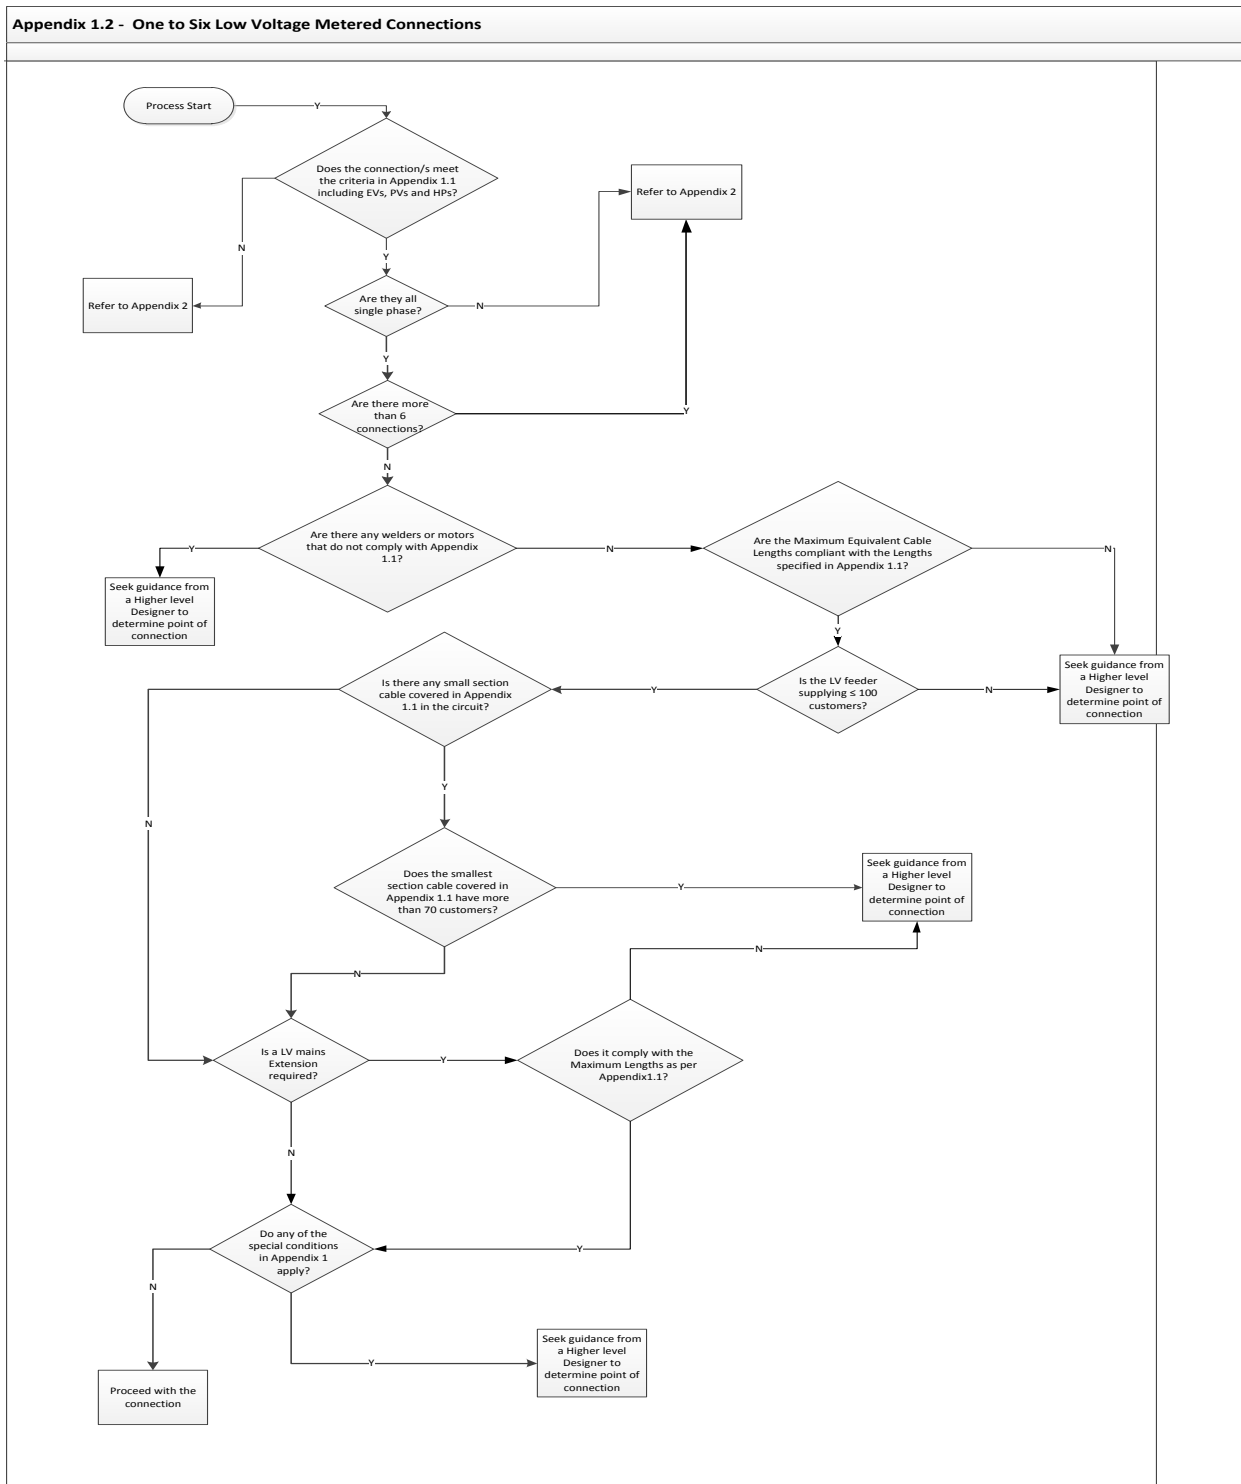 Appendix 1.2 - One to Six Low Voltage Metered Connections
Process Start
Y
Does the connection/s meet
the criteria in Appendix 1.1
including EVs, PVs and HPs?
Refer to Appendix 2
N
Y
Refer to Appendix 2
Are they all
single phase?
N
Y
Are there more
than 6
connections?
Y
N
Are there any welders or motors
that do not comply with Appendix
1.1?
Y
N
Are the Maximum Equivalent Cable
Lengths compliant with the Lengths
specified in Appendix 1.1?
N
Seek guidance from
a Higher level
Designer to
determine point of
connection
Y
Is there any small section
cable covered in Appendix
1.1 in the circuit?
Y
Is the LV feeder
supplying ≤ 100
customers?
N
Seek guidance from
a Higher level
Designer to
determine point of
connection
Y
N
Does the smallest
section cable covered in
Appendix 1.1 have more
than 70 customers?
Y
Seek guidance from
a Higher level
Designer to
determine point of
connection
N
N
Is a LV mains
Extension
required?
Y
Does it comply with the
Maximum Lengths as per
Appendix1.1?
N
Do any of the
special conditions
in Appendix 1
apply?
Y
N
Y
Seek guidance from
a Higher level
Designer to
determine point of
connection
Proceed with the
connection